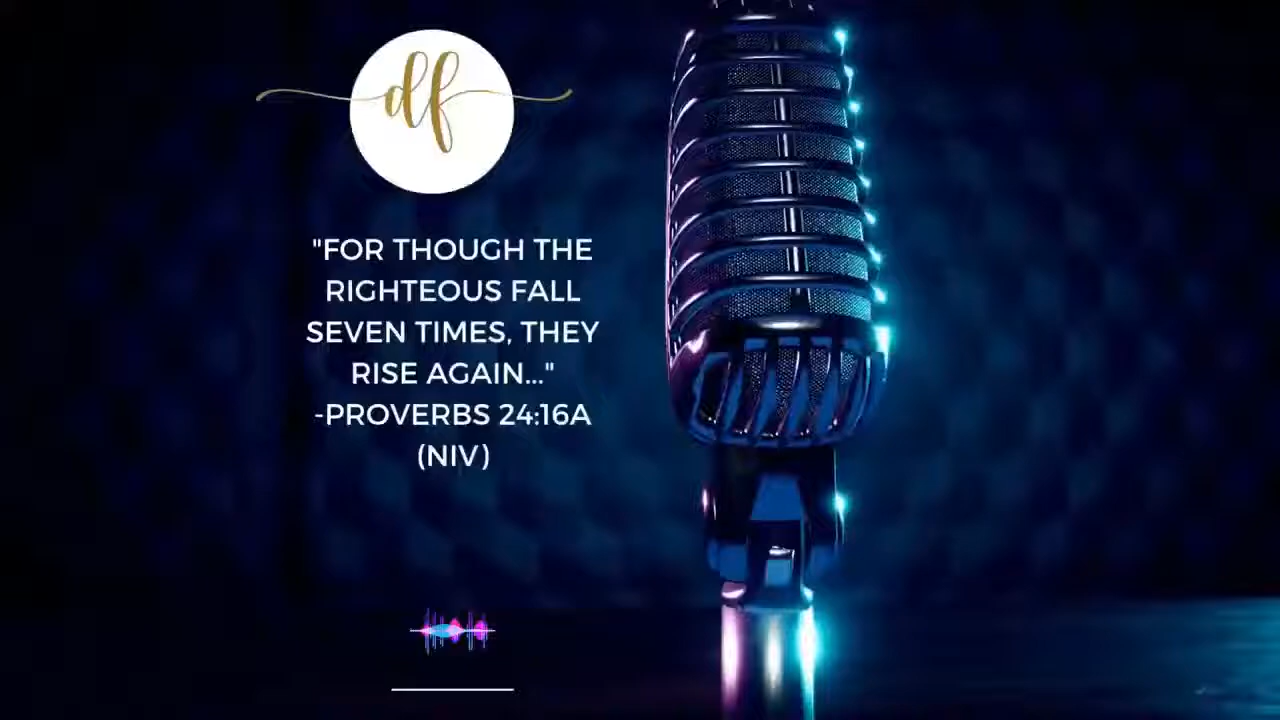 df
"FOR THOUGH THE
RIGHTEOUS FALL
SEVEN TIMES, THEY
RISE AGAIN..."
-PROVERBS 24:16A
(NIV)